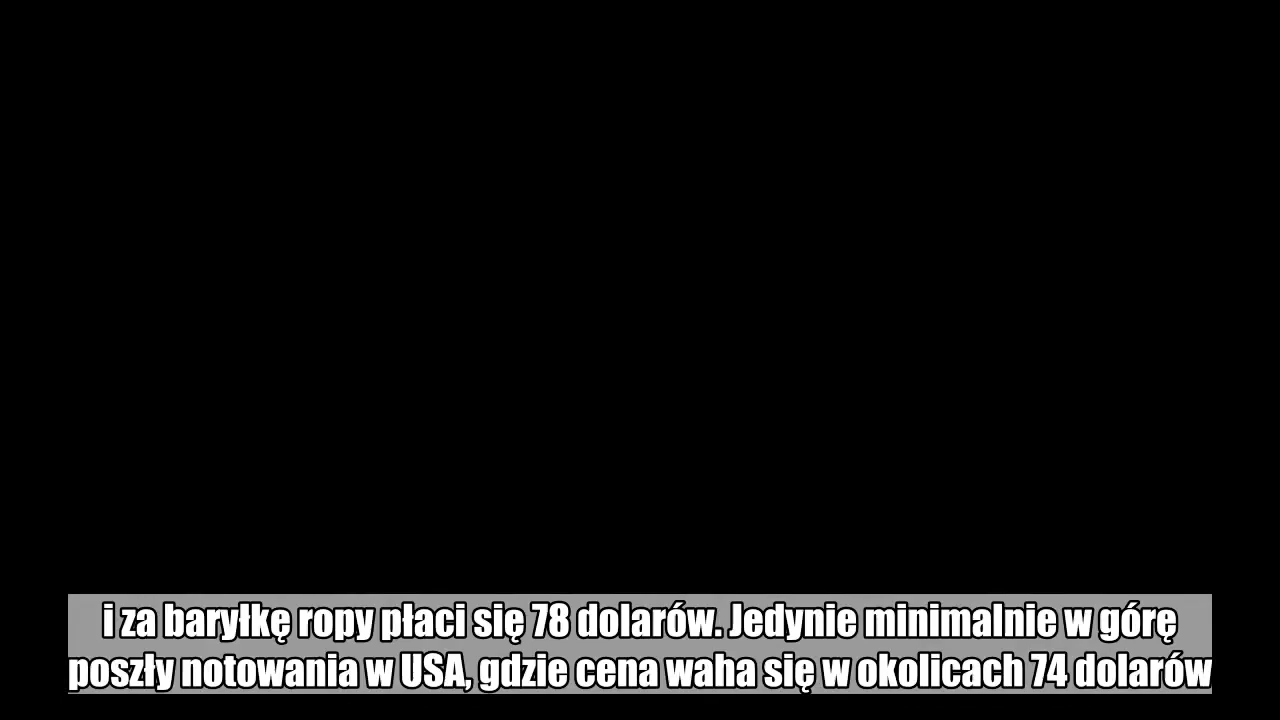 i za baryłkę ropy płaci się 78 dolarów. Jedynie minimalnie w górę
poszły notowania w USA, gdzie cena waha się w okolicach 74 dolarów